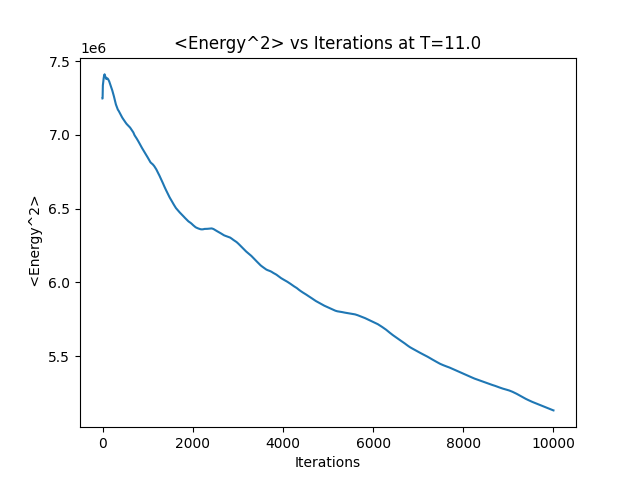 <Energy^2> vs Iterations at T=11.0
1e6
7.5
7.0
6.5
6.0
5.5
<Energy^2>
0 2000 4000 6000 8000 10000
Iterations